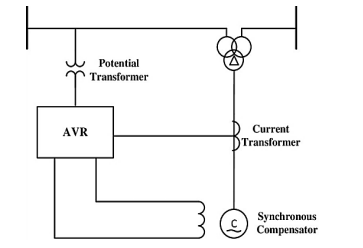 Potential
Transformer
AVR
Current
Transformer
C
Synchronous
Compensator